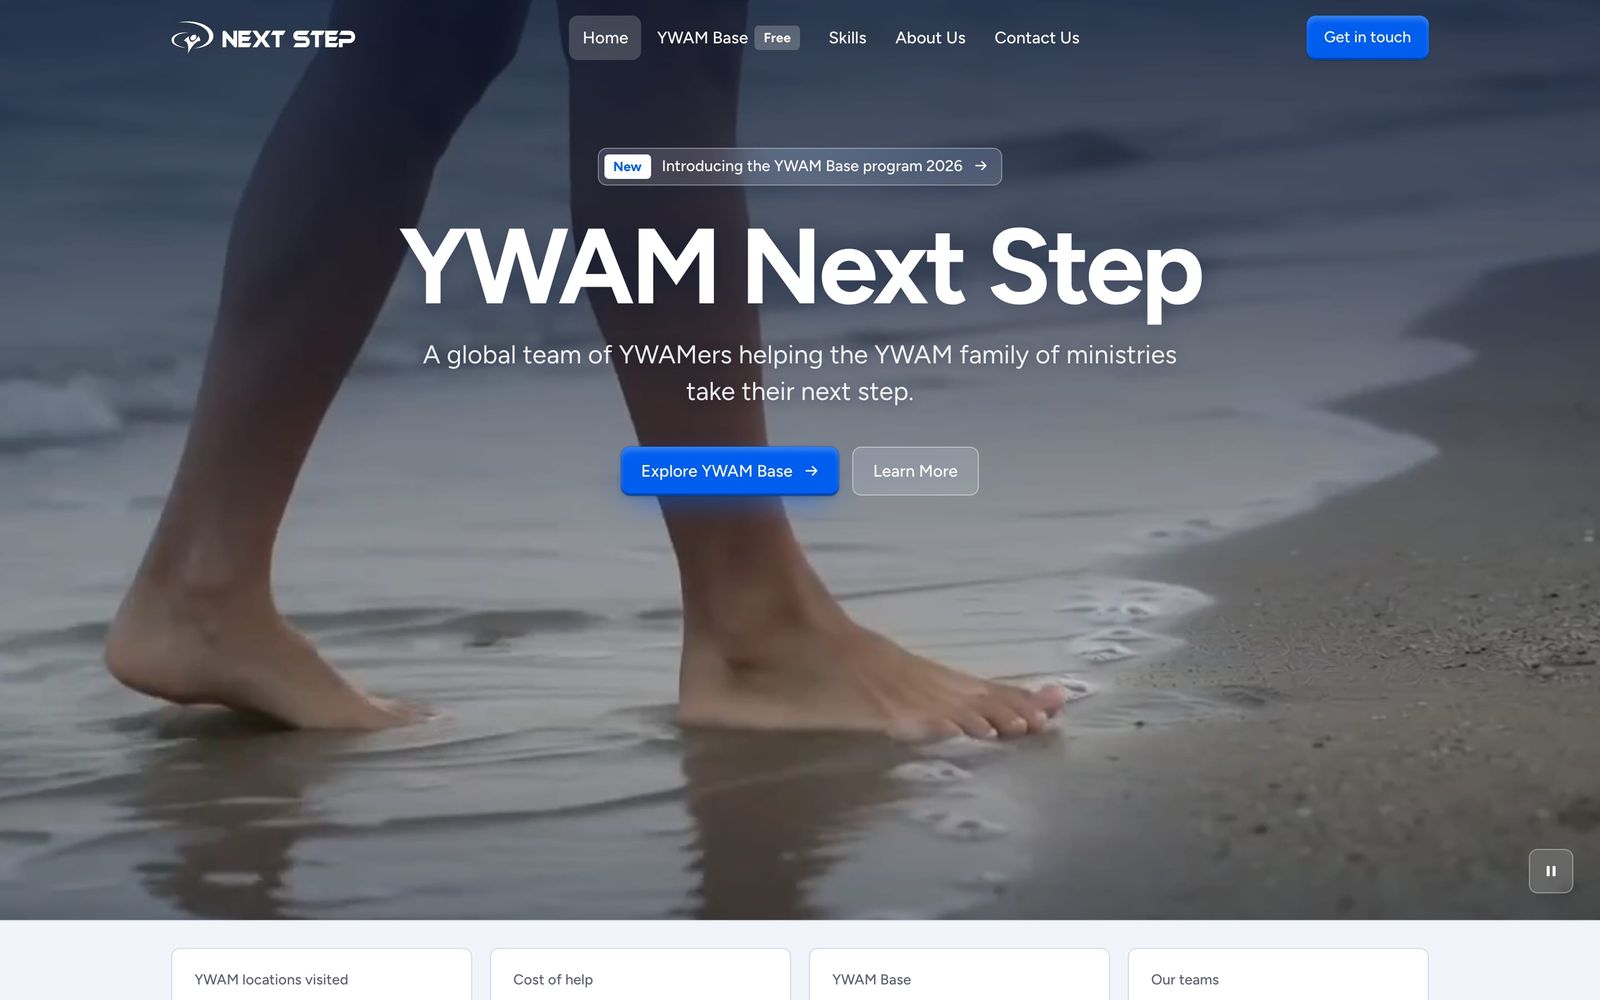 NEXT STEP
Home
YWAM Base Free
Skills
About Us
Contact Us
Get in touch
New Introducing the YWAM Base program 2026 →
YWAM Next Step
A global team of YWAMers helping the YWAM family of ministries
take their next step.
Explore YWAM Base →
Learn More
YWAM locations visited
Cost of help
YWAM Base
Our teams